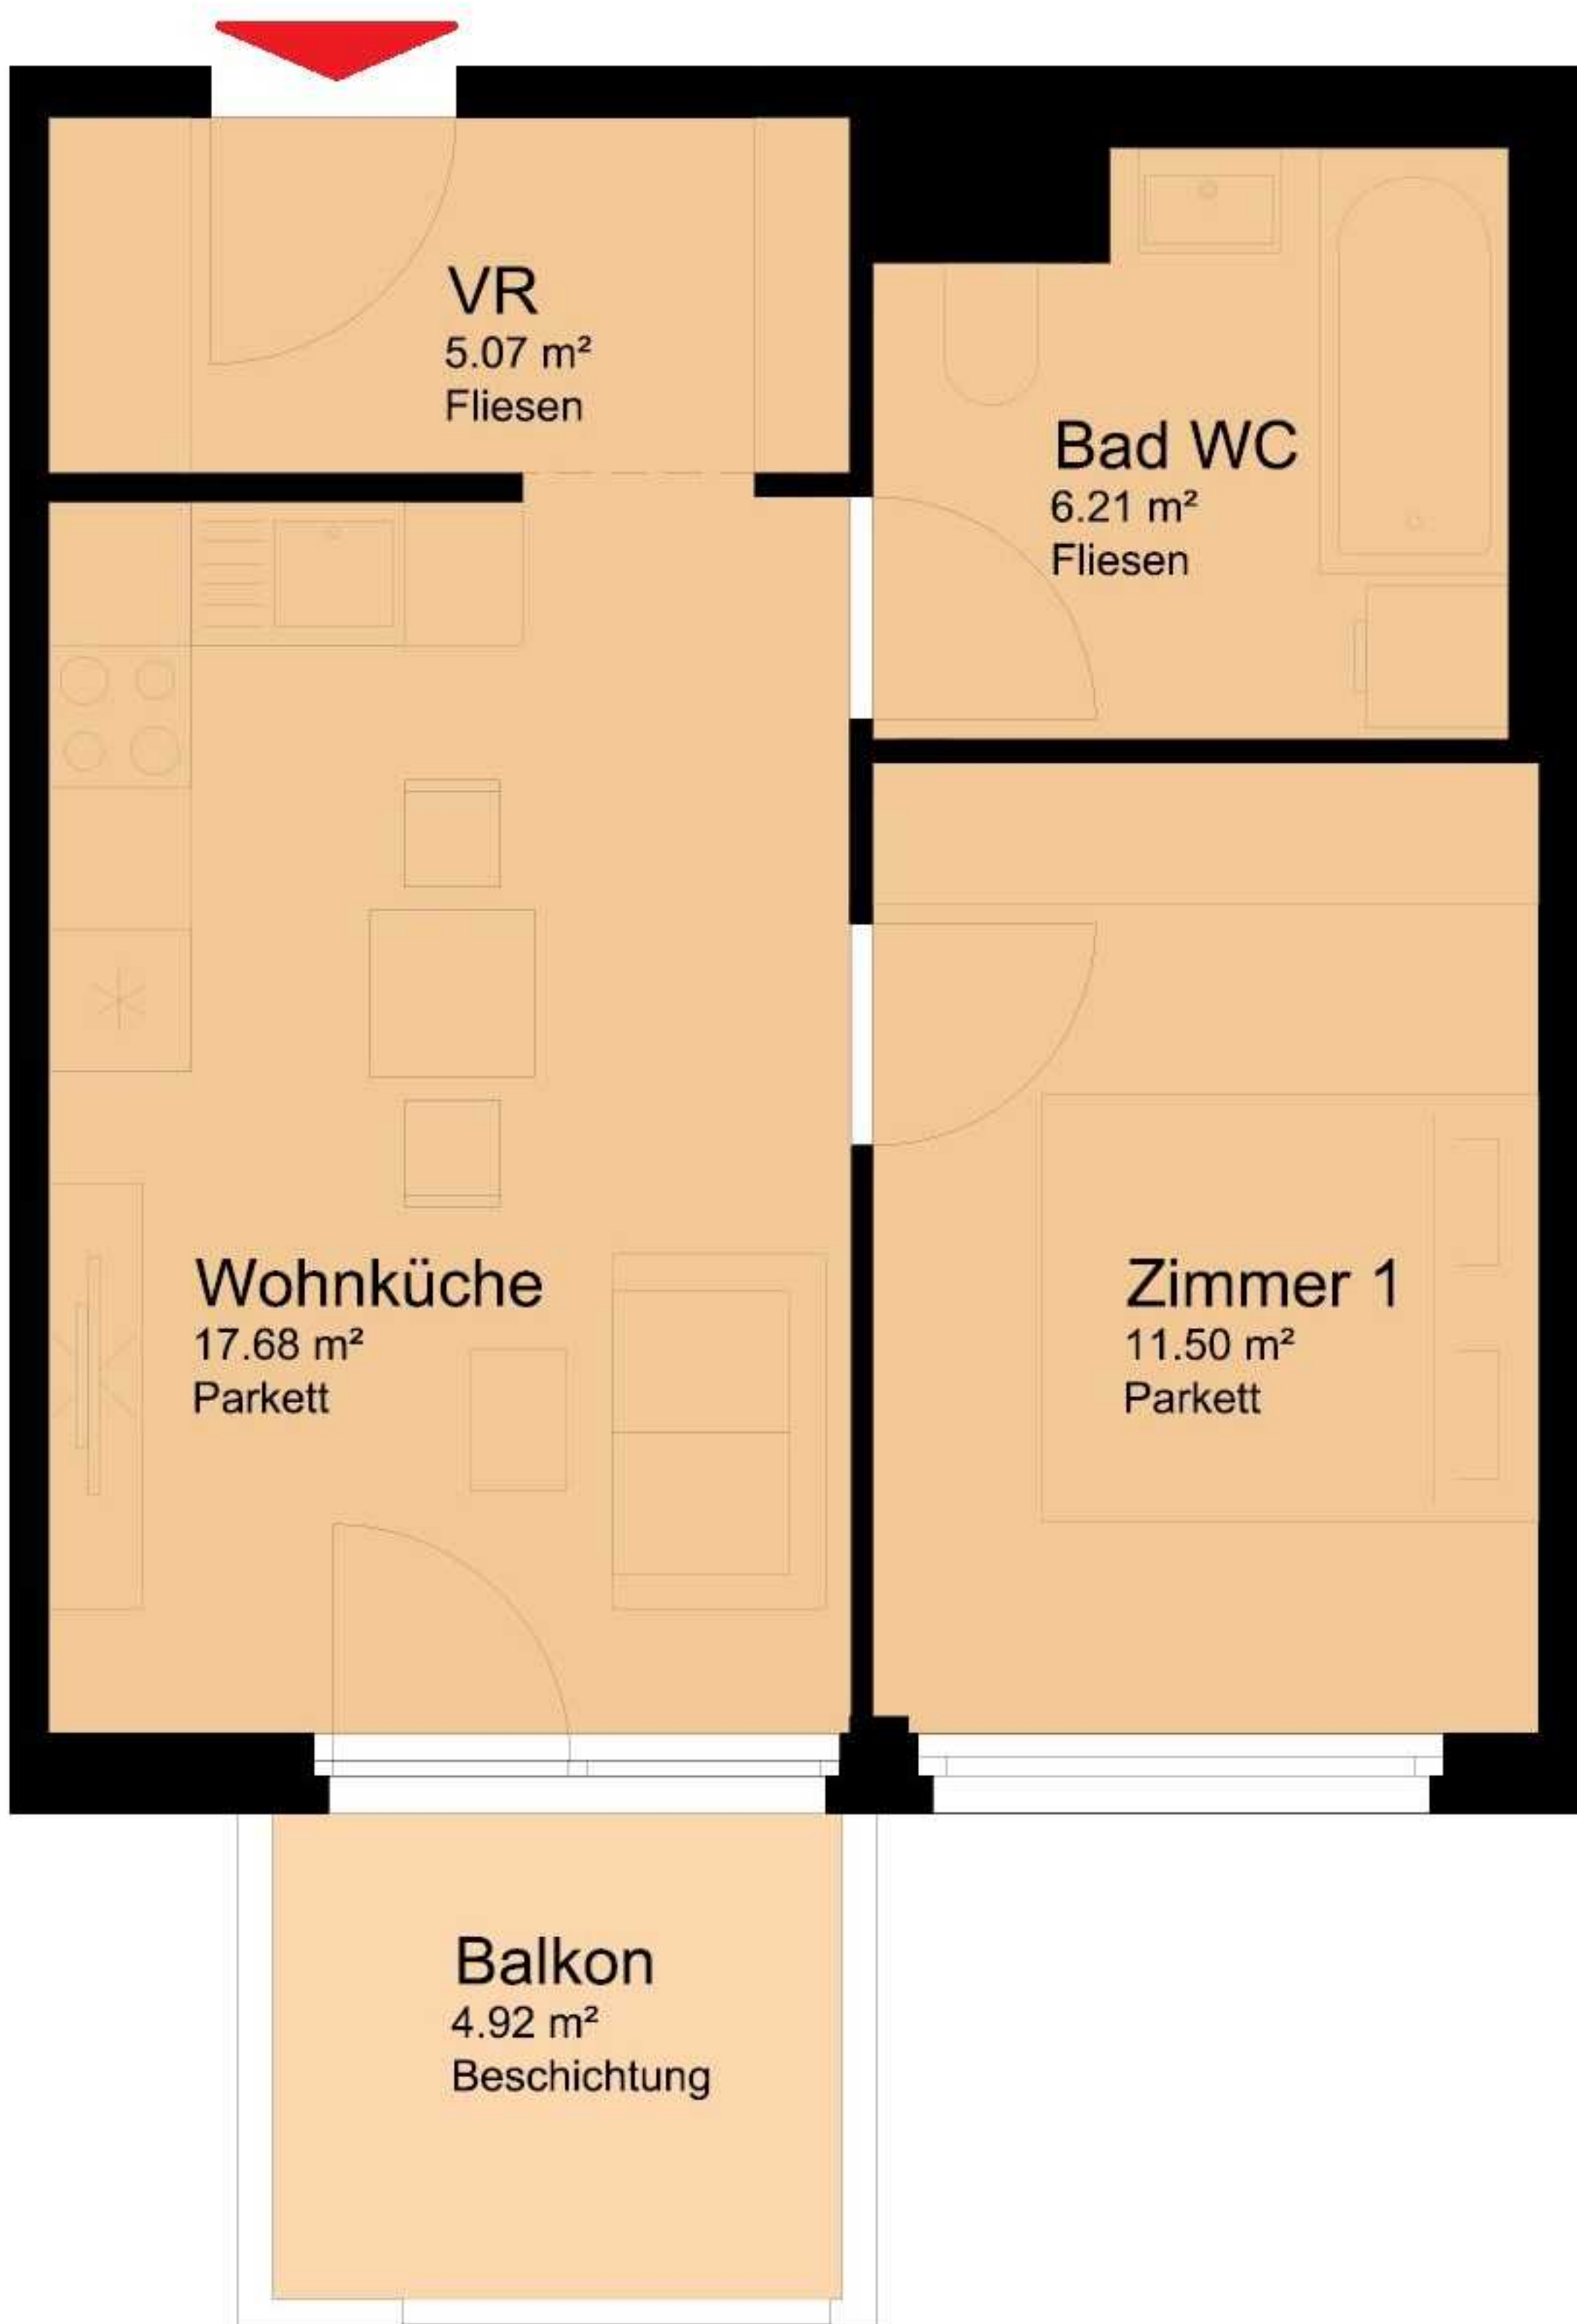 VR
5.07 m²
Fliesen
Bad WC
6.21 m²
Fliesen
Wohnküche
17.68 m²
Parkett
Zimmer 1
11.50 m²
Parkett
Balkon
4.92 m²
Beschichtung